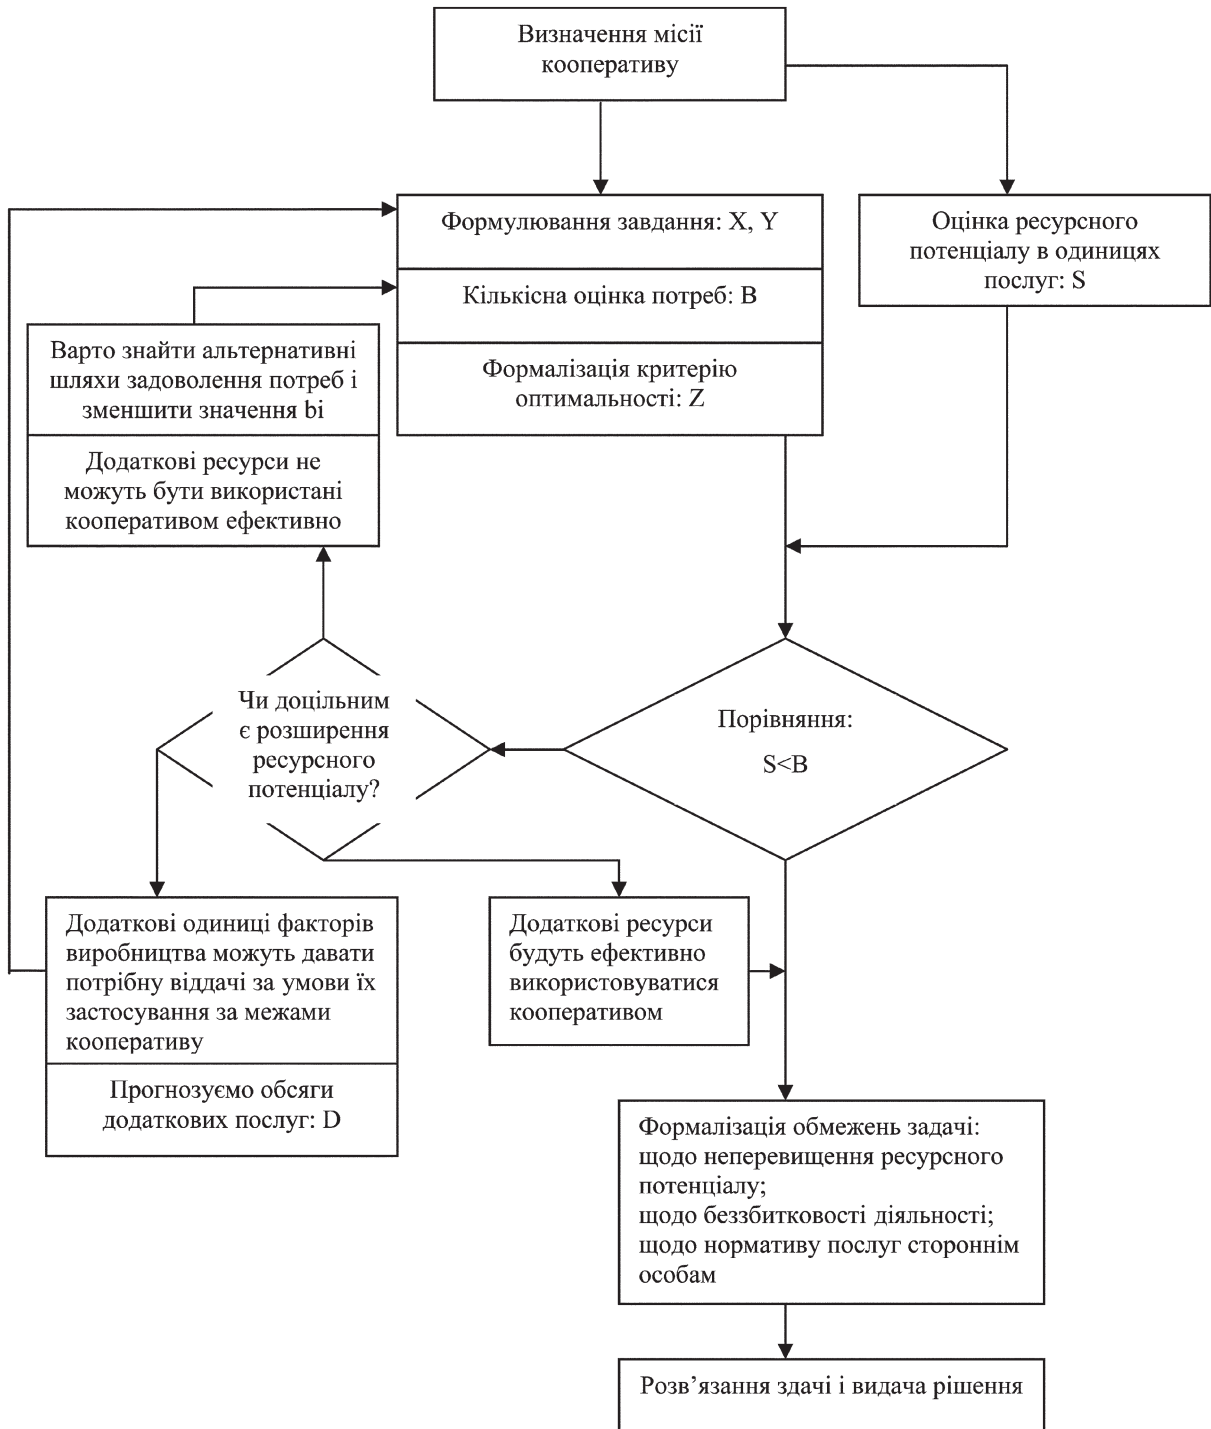 Визначення місії
кооперативу
Формулювання завдання: X, Y
Кількісна оцінка потреб: B
Формалізація критерію
оптимальності: Z
Оцінка ресурсного
потенціалу в одиницях
послуг: S
Варто знайти альтернативні
шляхи задоволення потреб і
зменшити значення bi
Додаткові ресурси не
можуть бути використані
кооперативом ефективно
Чи доцільним
є розширення
ресурсного
потенціалу?
Порівняння:
S<B
Додаткові одиниці факторів
виробництва можуть давати
потрібну віддачі за умови їх
застосування за межами
кооперативу
Прогнозуємо обсяги
додаткових послуг: D
Додаткові ресурси
будуть ефективно
використовуватися
кооперативом
Формалізація обмежень задачі:
щодо неперевищення ресурсного
потенціалу;
щодо беззбитковості діяльності;
щодо нормативу послуг стороннім
особам
Розв’язання здачі і видача рішення